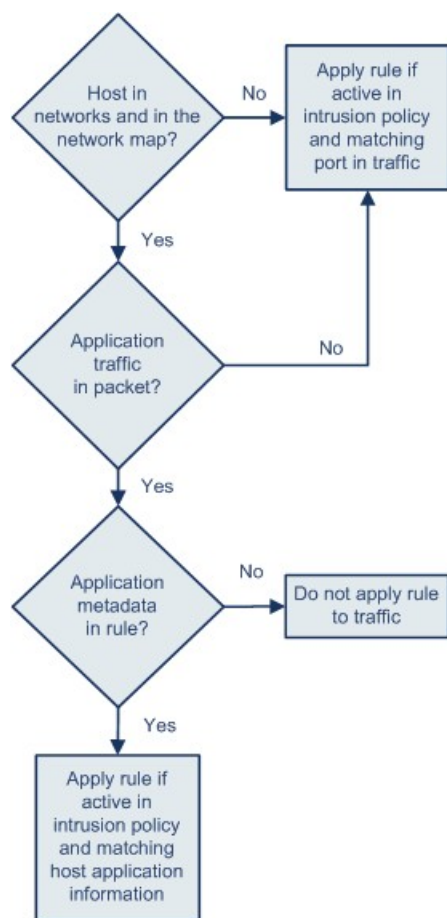 Host in
networks and in the
network map?
No
Apply rule if
active in
intrusion policy
and matching
port in traffic
Yes
Application
traffic
in packet?
No
Yes
Application
metadata
in rule?
No
Do not apply rule
to traffic
Yes
Apply rule if
active in
intrusion policy
and matching
host application
information